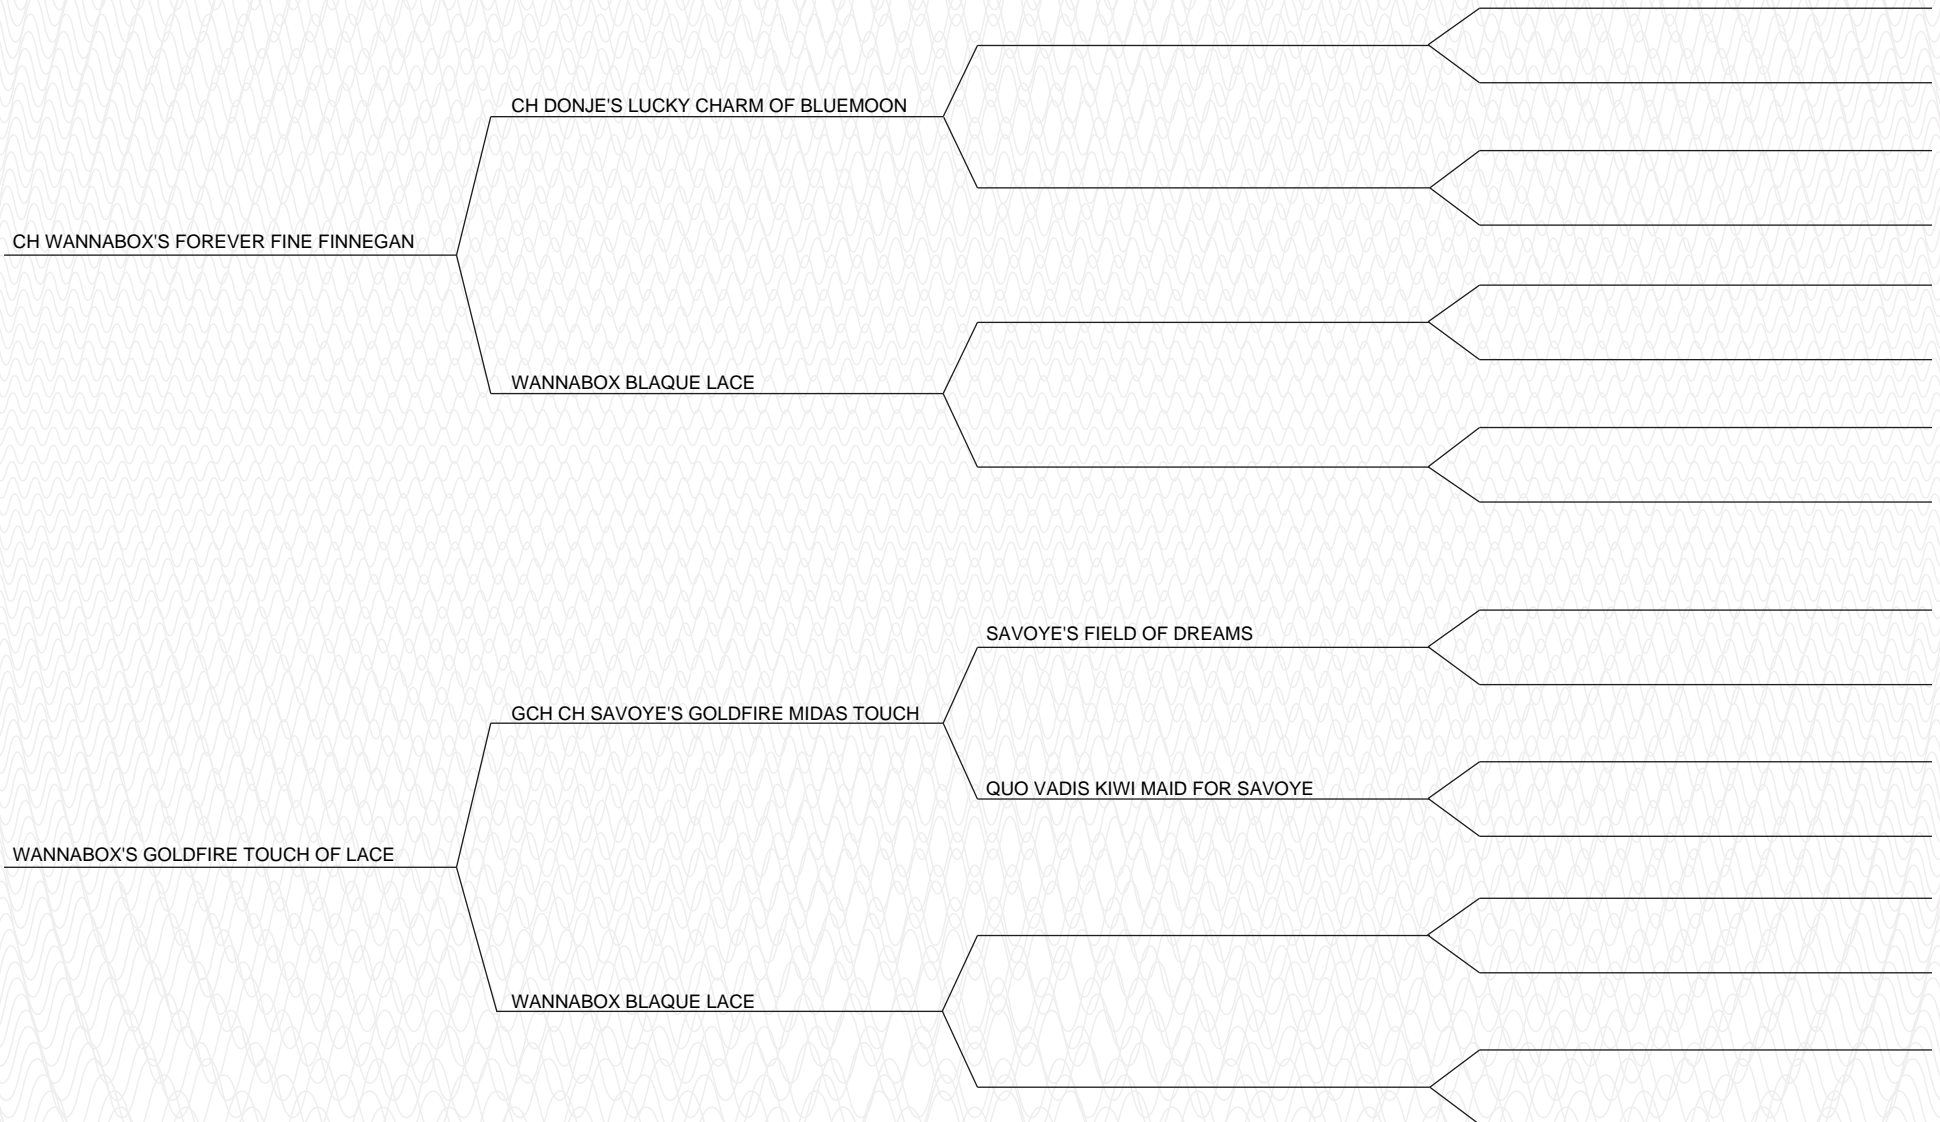 CH DONJE'S LUCKY CHARM OF BLUEMOON
CH WANNABOX'S FOREVER FINE FINNEGAN
WANNABOX BLAQUE LACE
SAVOYE'S FIELD OF DREAMS
GCH CH SAVOYE'S GOLDFIRE MIDAS TOUCH
QUO VADIS KIWI MAID FOR SAVOYE
WANNABOX'S GOLDFIRE TOUCH OF LACE
WANNABOX BLAQUE LACE